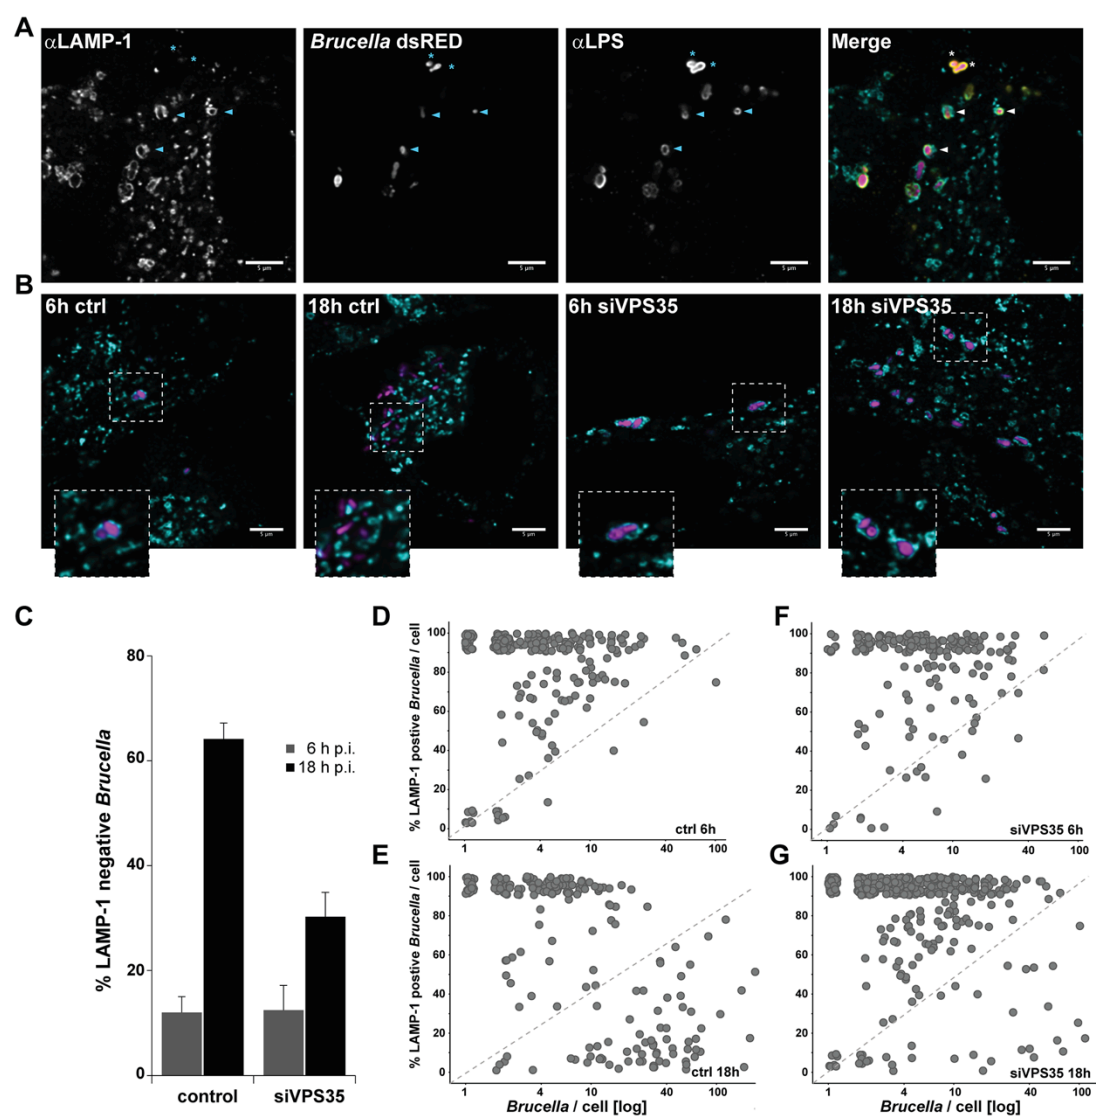 A
αLAMP-1
Brucella dsRED
αLPS
Merge
*
*
*
*
*
*
*
5 µm
5 µm
5 µm
5 µm
B
6h ctrl
18h ctrl
6h siVPS35
18h siVPS35
5 µm
5 µm
5 µm
5 µm
C
% LAMP-1 negative Brucella
80
60
40
20
0
6 h p.i.
18 h p.i.
control
siVPS35
D
% LAMP-1 postive Brucella / cell
100
80
60
40
20
0
ctrl 6h
1
4
10
40
100
F
100
80
60
40
20
0
siVPS35 6h
1
4
10
40
100
E
% LAMP-1 postive Brucella / cell
100
80
60
40
20
0
ctrl 18h
1
4
10
40
100
Brucella / cell [log]
G
100
80
60
40
20
0
siVPS35 18h
1
4
10
40
100
Brucella / cell [log]